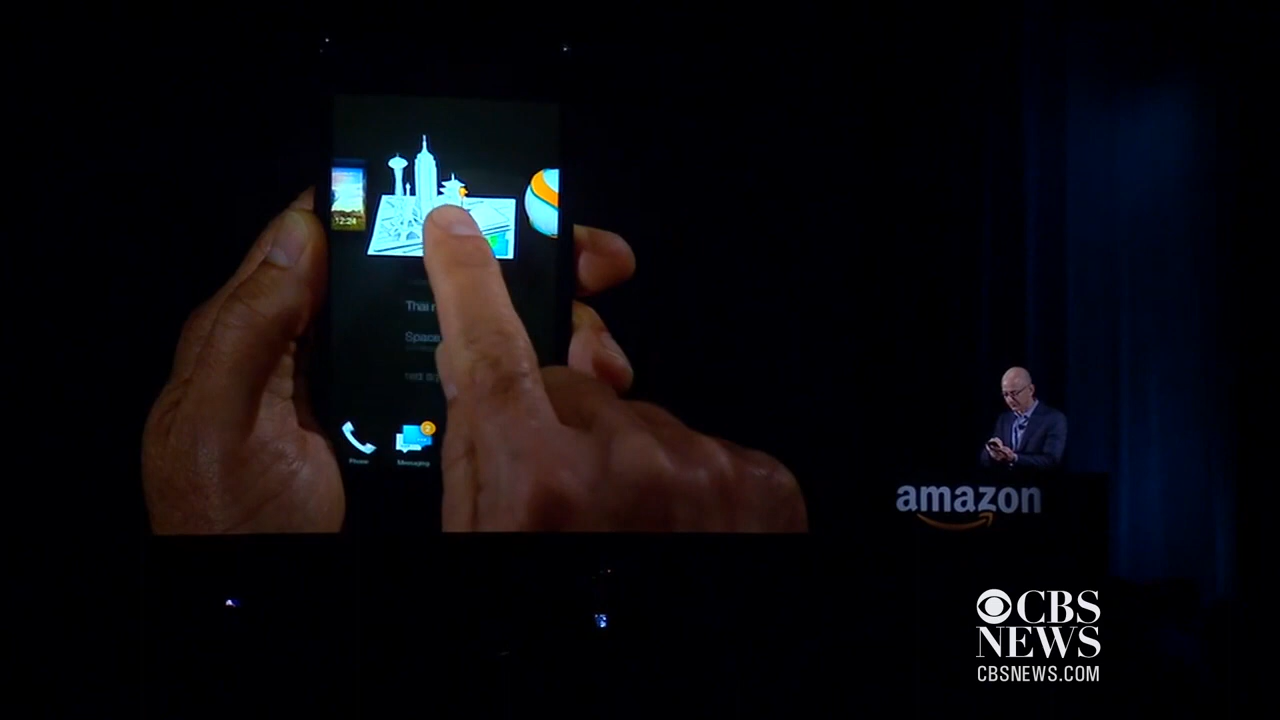 12:24
Thai r
Space
2
Phone
Messaging
amazon
CBS
NEWS
CBSNEWS.COM